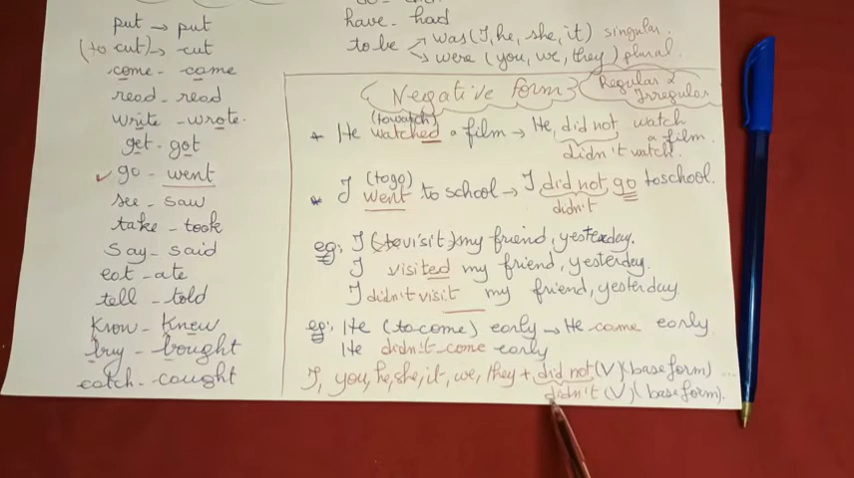 put → put
(to cut) → cut
come - came
read - read
write - wrote.
get - got
go - went
see - saw
take - took
say - said
eat - ate
tell - told
Know - Knew
buy - bought
catch - caught
have - had
to be
was (I, he, she, it) singular.
were (you, we, they) plural.
Negative form
Regular &
Irregular
(to watch)
* He watched a film → He, did not watch
a film.
didn't watch.
(to go)
* I went to school → I did not go to school.
didn't
eg: I (to visit) my friend, yesterday.
I visited my friend, yesterday.
I didn't visit my friend, yesterday
eg: He (to come) early → He came early.
He didn't come early
I, you, he, she, it, we, they + did not (V) (base form) ...
didn't (V) (base form).